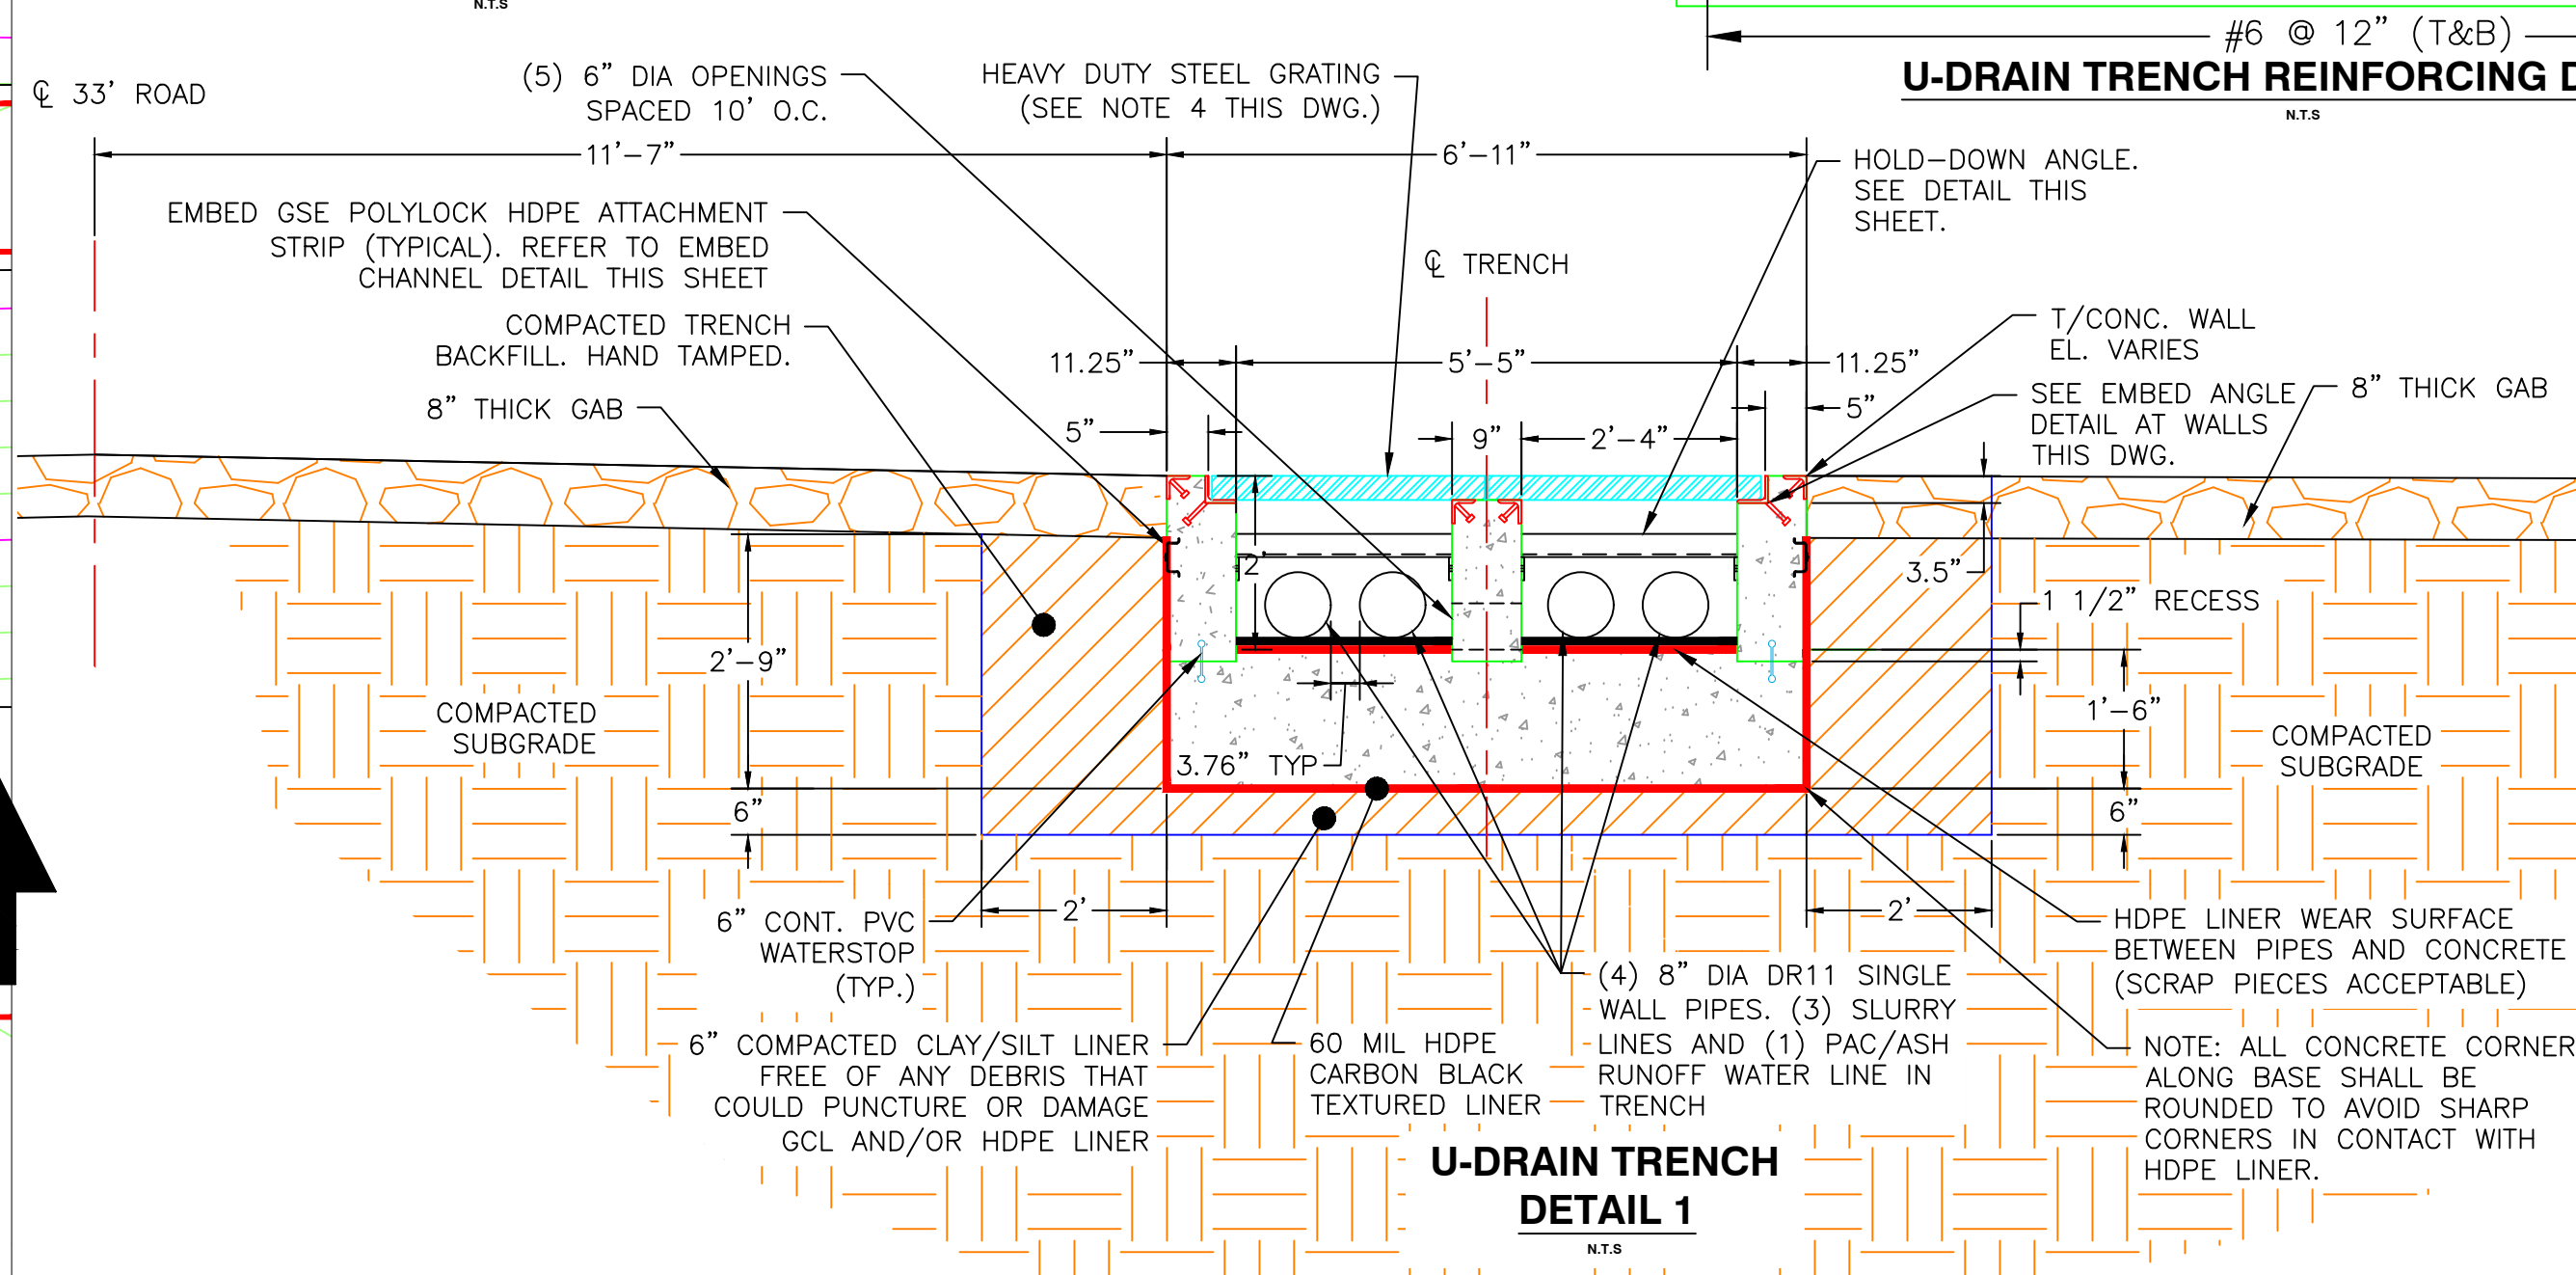 N.T.S
#6 @ 12" (T&B)
U-DRAIN TRENCH REINFORCING
N.T.S
℄ 33' ROAD
(5) 6" DIA OPENINGS
SPACED 10' O.C.
HEAVY DUTY STEEL GRATING
(SEE NOTE 4 THIS DWG.)
11'-7"
6'-11"
HOLD-DOWN ANGLE.
SEE DETAIL THIS
SHEET.
EMBED GSE POLYLOCK HDPE ATTACHMENT
STRIP (TYPICAL). REFER TO EMBED
CHANNEL DETAIL THIS SHEET
℄ TRENCH
COMPACTED TRENCH
BACKFILL. HAND TAMPED.
T/CONC. WALL
EL. VARIES
11.25"
5'-5"
11.25"
8" THICK GAB
SEE EMBED ANGLE
DETAIL AT WALLS
THIS DWG.
8" THICK GAB
5"
5"
9"
2'-4"
2'
3.5"
1 1/2" RECESS
2'-9"
COMPACTED
SUBGRADE
1'-6"
COMPACTED
SUBGRADE
3.76" TYP
6"
6"
2'
2'
6" CONT. PVC
WATERSTOP
(TYP.)
HDPE LINER WEAR SURFACE
BETWEEN PIPES AND CONCRETE
(SCRAP PIECES ACCEPTABLE)
(4) 8" DIA DR11 SINGLE
WALL PIPES. (3) SLURRY
LINES AND (1) PAC/ASH
RUNOFF WATER LINE IN
TRENCH
6" COMPACTED CLAY/SILT LINER
FREE OF ANY DEBRIS THAT
COULD PUNCTURE OR DAMAGE
GCL AND/OR HDPE LINER
60 MIL HDPE
CARBON BLACK
TEXTURED LINER
NOTE: ALL CONCRETE CORNER
ALONG BASE SHALL BE
ROUNDED TO AVOID SHARP
CORNERS IN CONTACT WITH
HDPE LINER.
U-DRAIN TRENCH
DETAIL 1
N.T.S